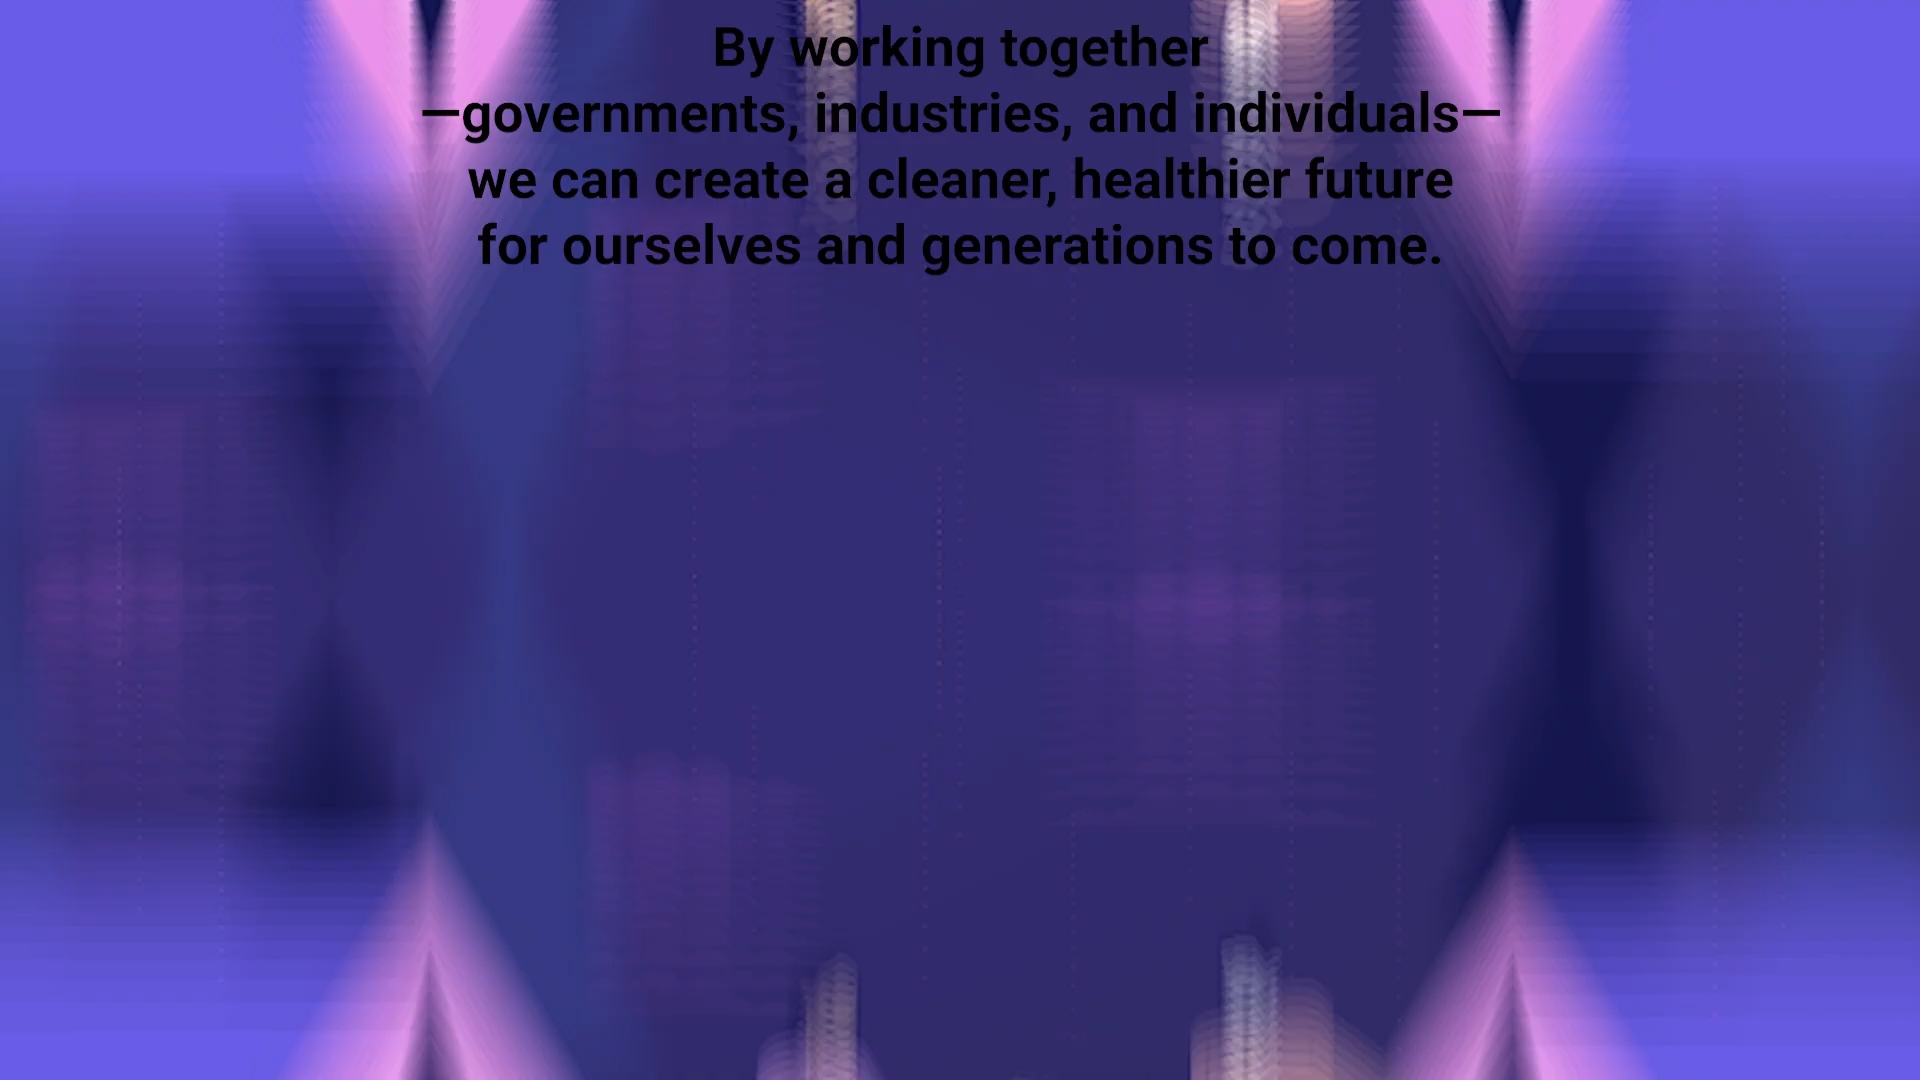 By working together
—governments, industries, and individuals—
we can create a cleaner, healthier future
for ourselves and generations to come.